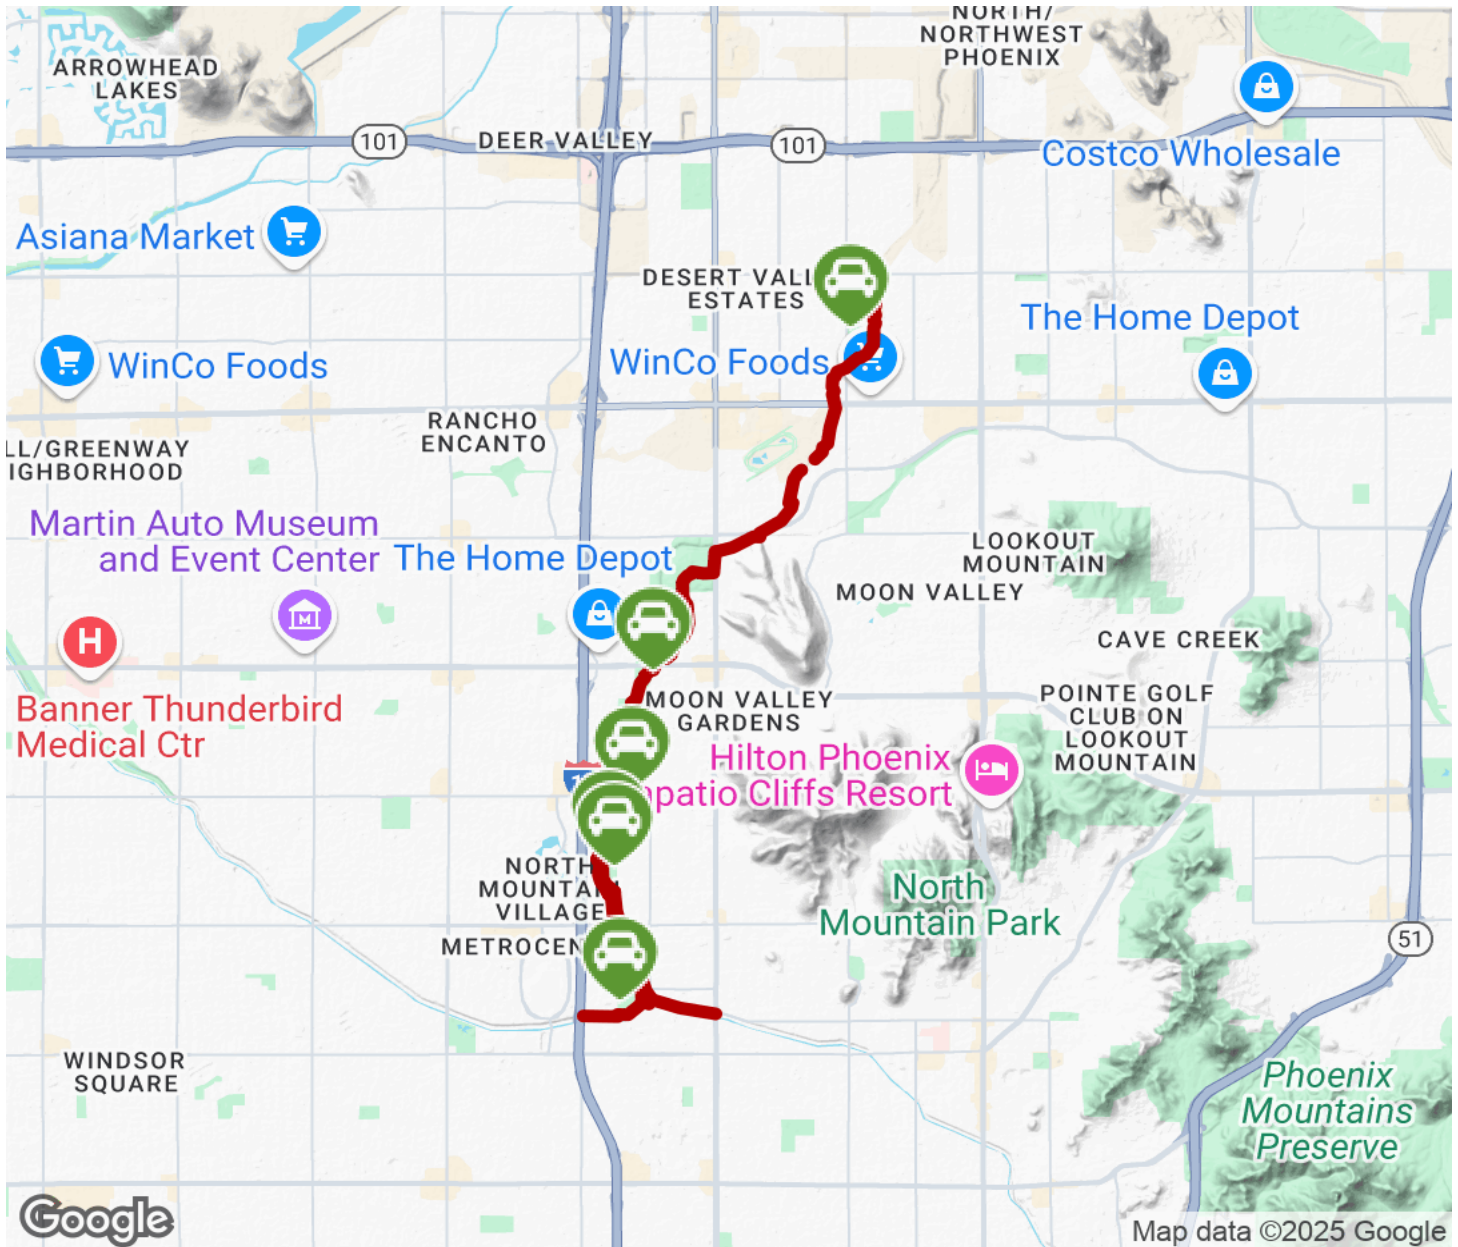 NORTH/
NORTHWEST
PHOENIX
ARROWHEAD
LAKES
101
DEER VALLEY
101
Costco Wholesale
Asiana Market
DESERT VALL
ESTATES
The Home Depot
WinCo Foods
WinCo Foods
RANCHO
ENCANTO
LL/GREENWAY
IGHBORHOOD
Martin Auto Museum
and Event Center
The Home Depot
LOOKOUT
MOUNTAIN
MOON VALLEY
M
H
CAVE CREEK
Banner Thunderbird
Medical Ctr
MOON VALLEY
GARDENS
POINTE GOLF
CLUB ON
LOOKOUT
MOUNTAIN
Hilton Phoenix
patio Cliffs Resort
NORTH
MOUNTAIN
VILLAGE
North
Mountain Park
METROCEN
51
WINDSOR
SQUARE
Phoenix
Mountains
Preserve
Google
Map data ©2025 Google